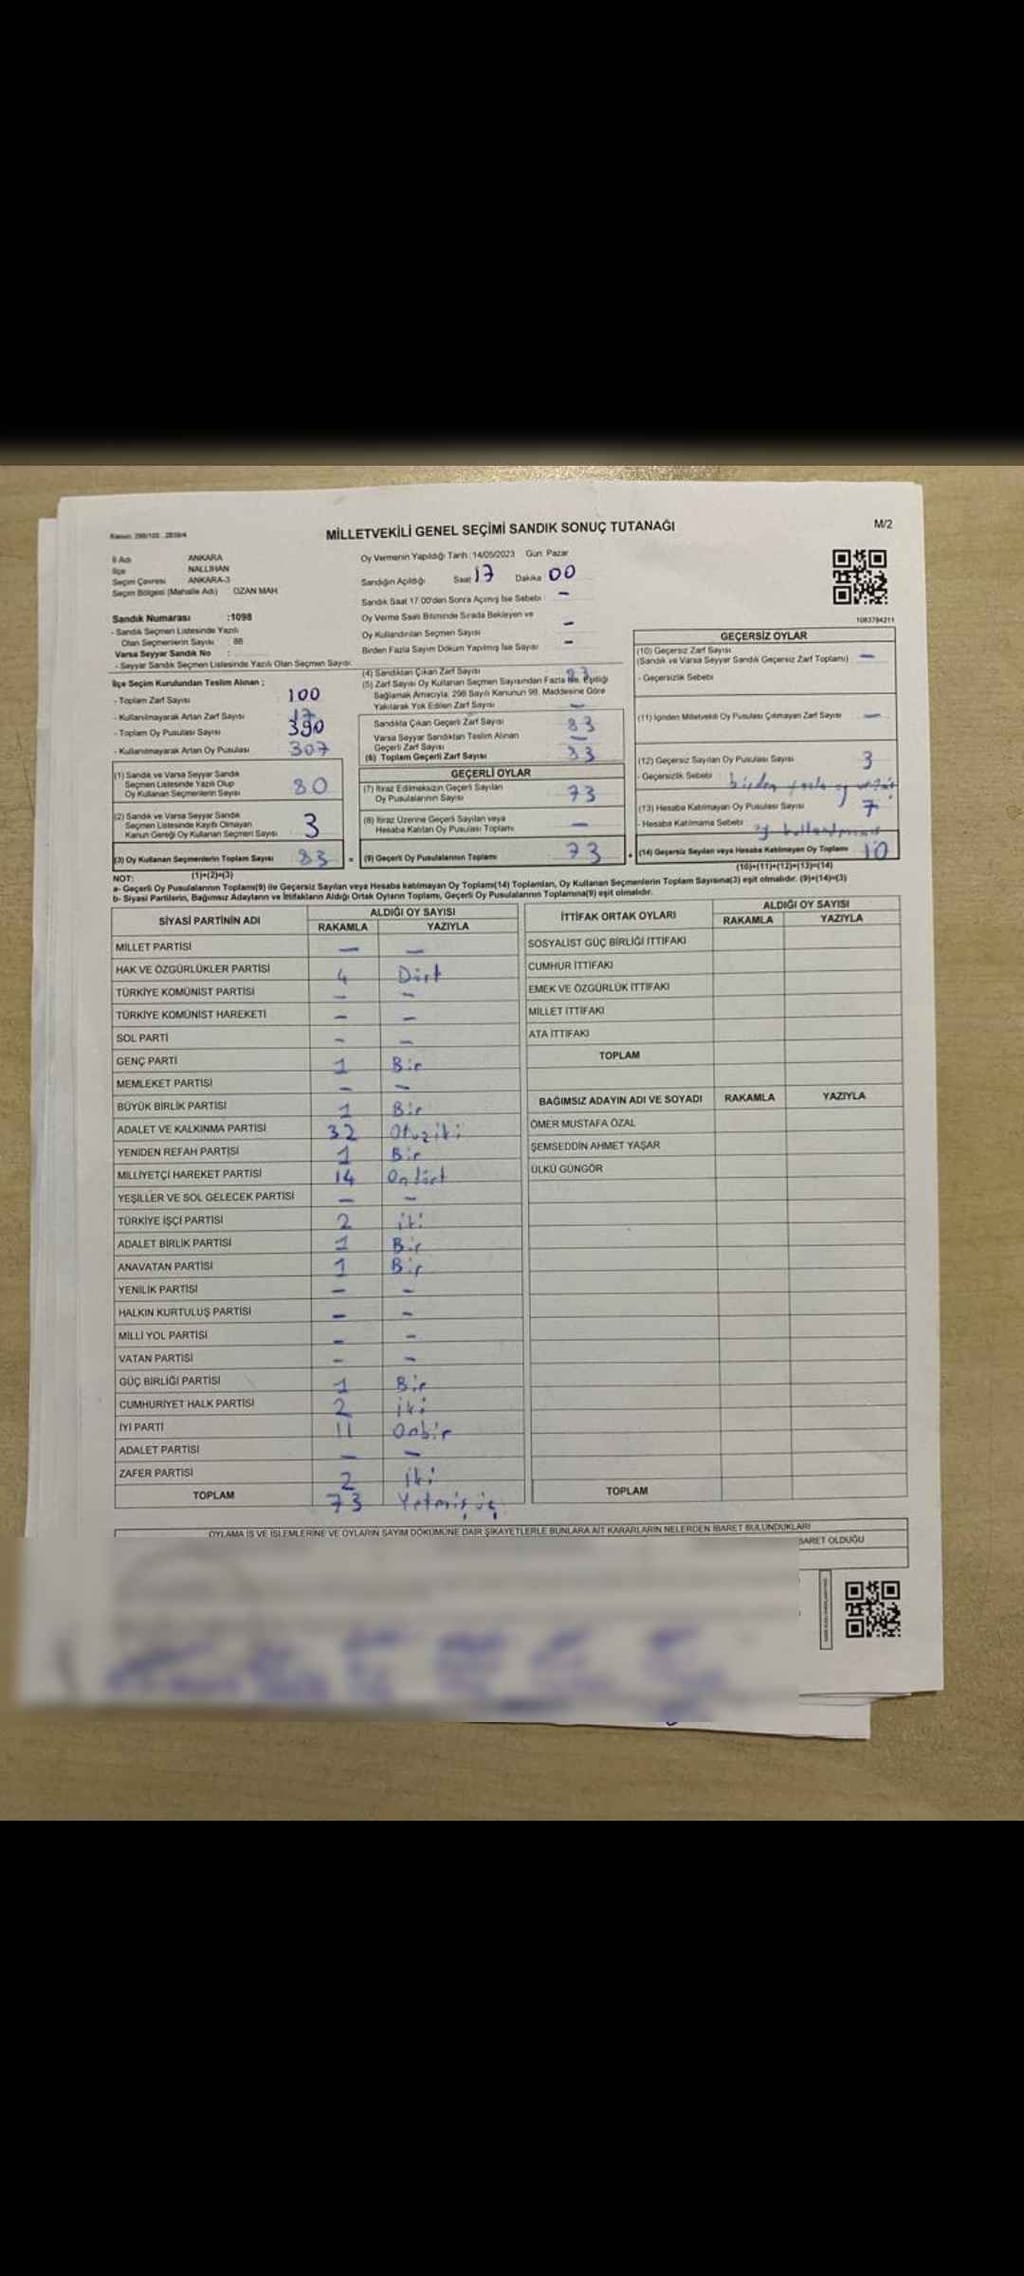 MİLLETVEKİLİ GENEL SEÇİMİ SANDIK SONUÇ TUTANAĞI
M/2
İl Adı ANKARA
İlçe NALLIHAN
Seçim Çevresi ANKARA-3
Seçim Bölgesi (Mahalle Adı) OZAN MAH
Sandık Numarası :1098
- Sandık Seçmen Listesinde Yazılı
Olan Seçmenlerin Sayısı : 88
Varsa Seyyar Sandık No :
- Seyyar Sandık Seçmen Listesinde Yazılı Olan Seçmen Sayısı:
Oy Vermenin Yapıldığı Tarih :14/05/2023 Gün: Pazar
Sandığın Açıldığı Saat 17 Dakika 00
Sandık Saat 17:00'den Sonra Açılmış İse Sebebi : -
Oy Verme Saati Bitiminde Sırada Bekleyen ve
Oy Kullandırılan Seçmen Sayısı -
Birden Fazla Sayım Döküm Yapılmış İse Sayısı -
1083784211
İlçe Seçim Kurulundan Teslim Alınan ;
- Toplam Zarf Sayısı 100
- Kullanılmayarak Artan Zarf Sayısı 17
- Toplam Oy Pusulası Sayısı 390
- Kullanılmayarak Artan Oy Pusulası 307
(1) Sandık ve Varsa Seyyar Sandık
Seçmen Listesinde Yazılı Olup
Oy Kullanan Seçmenlerin Sayısı 80
(2) Sandık ve Varsa Seyyar Sandık
Seçmen Listesinde Kayıtlı Olmayan
Kanun Gereği Oy Kullanan Seçmen Sayısı 3
(3) Oy Kullanan Seçmenlerin Toplam Sayısı 83 =
(1)+(2)=(3)
(4) Sandıktan Çıkan Zarf Sayısı 83
(5) Zarf Sayısı Oy Kullanan Seçmen Sayısından Fazla İse, Eşitliği
Sağlamak Amacıyla, 298 Sayılı Kanunun 98. Maddesine Göre
Yakılarak Yok Edilen Zarf Sayısı -
Sandıkta Çıkan Geçerli Zarf Sayısı 83
Varsa Seyyar Sandıktan Teslim Alınan
Geçerli Zarf Sayısı -
(6) Toplam Geçerli Zarf Sayısı 83
GEÇERLİ OYLAR
(7) İtiraz Edilmeksizin Geçerli Sayılan
Oy Pusulalarının Sayısı 73
(8) İtiraz Üzerine Geçerli Sayılan veya
Hesaba Katılan Oy Pusulası Toplamı -
(9) Geçerli Oy Pusulalarının Toplamı 73 +
GEÇERSİZ OYLAR
(10) Geçersiz Zarf Sayısı
(Sandık ve Varsa Seyyar Sandık Geçersiz Zarf Toplamı) -
- Geçersizlik Sebebi
(11) İçinden Milletvekili Oy Pusulası Çıkmayan Zarf Sayısı -
(12) Geçersiz Sayılan Oy Pusulası Sayısı 3
- Geçersizlik Sebebi birden fazla oy
(13) Hesaba Katılmayan Oy Pusulası Sayısı 7
- Hesaba Katılmama Sebebi oy
(14) Geçersiz Sayılan veya Hesaba Katılmayan Oy Toplamı 10
(10)+(11)+(12)+(13)=(14)
NOT:
a- Geçerli Oy Pusulalarının Toplamı(9) ile Geçersiz Sayılan veya Hesaba katılmayan Oy Toplamı(14) Toplamları, Oy Kullanan Seçmenlerin Toplam Sayısına(3) eşit olmalıdır. (9)+(14)=(3)
b- Siyasi Partilerin, Bağımsız Adayların ve İttifakların Aldığı Ortak Oyların Toplamı, Geçerli Oy Pusulalarının Toplamına(9) eşit olmalıdır.
SİYASİ PARTİNİN ADI ALDIĞI OY SAYISI
RAKAMLA YAZIYLA
MİLLET PARTİSİ - -
HAK VE ÖZGÜRLÜKLER PARTİSİ 4 Dört
TÜRKİYE KOMÜNİST PARTİSİ - -
TÜRKİYE KOMÜNİST HAREKETİ - -
SOL PARTİ - -
GENÇ PARTİ 1 Bir
MEMLEKET PARTİSİ - -
BÜYÜK BİRLİK PARTİSİ 1 Bir
ADALET VE KALKINMA PARTİSİ 32 Otuziki
YENİDEN REFAH PARTİSİ 1 Bir
MİLLİYETÇİ HAREKET PARTİSİ 14 Ondört
YEŞİLLER VE SOL GELECEK PARTİSİ - -
TÜRKİYE İŞÇİ PARTİSİ 2 iki
ADALET BİRLİK PARTİSİ 1 Bir
ANAVATAN PARTİSİ 1 Bir
YENİLİK PARTİSİ - -
HALKIN KURTULUŞ PARTİSİ - -
MİLLİ YOL PARTİSİ - -
VATAN PARTİSİ - -
GÜÇ BİRLİĞİ PARTİSİ 1 Bir
CUMHURİYET HALK PARTİSİ 2 iki
İYİ PARTİ 11 Onbir
ADALET PARTİSİ - -
ZAFER PARTİSİ 2 iki
TOPLAM 73 Yetmiş üç
İTTİFAK ORTAK OYLARI ALDIĞI OY SAYISI
RAKAMLA YAZIYLA
SOSYALİST GÜÇ BİRLİĞİ İTTİFAKI
CUMHUR İTTİFAKI
EMEK VE ÖZGÜRLÜK İTTİFAKI
MİLLET İTTİFAKI
ATA İTTİFAKI
TOPLAM
BAĞIMSIZ ADAYIN ADI VE SOYADI RAKAMLA YAZIYLA
ÖMER MUSTAFA ÖZAL
ŞEMSEDDİN AHMET YAŞAR
ÜLKÜ GÜNGÖR
TOPLAM
OYLAMA İŞ VE İŞLEMLERİNE VE OYLARIN SAYIM DÖKÜMÜNE DAİR ŞİKAYETLERLE BUNLARA AİT KARARLARIN NELERDEN İBARET BULUNDUKLARI
OLDUĞU